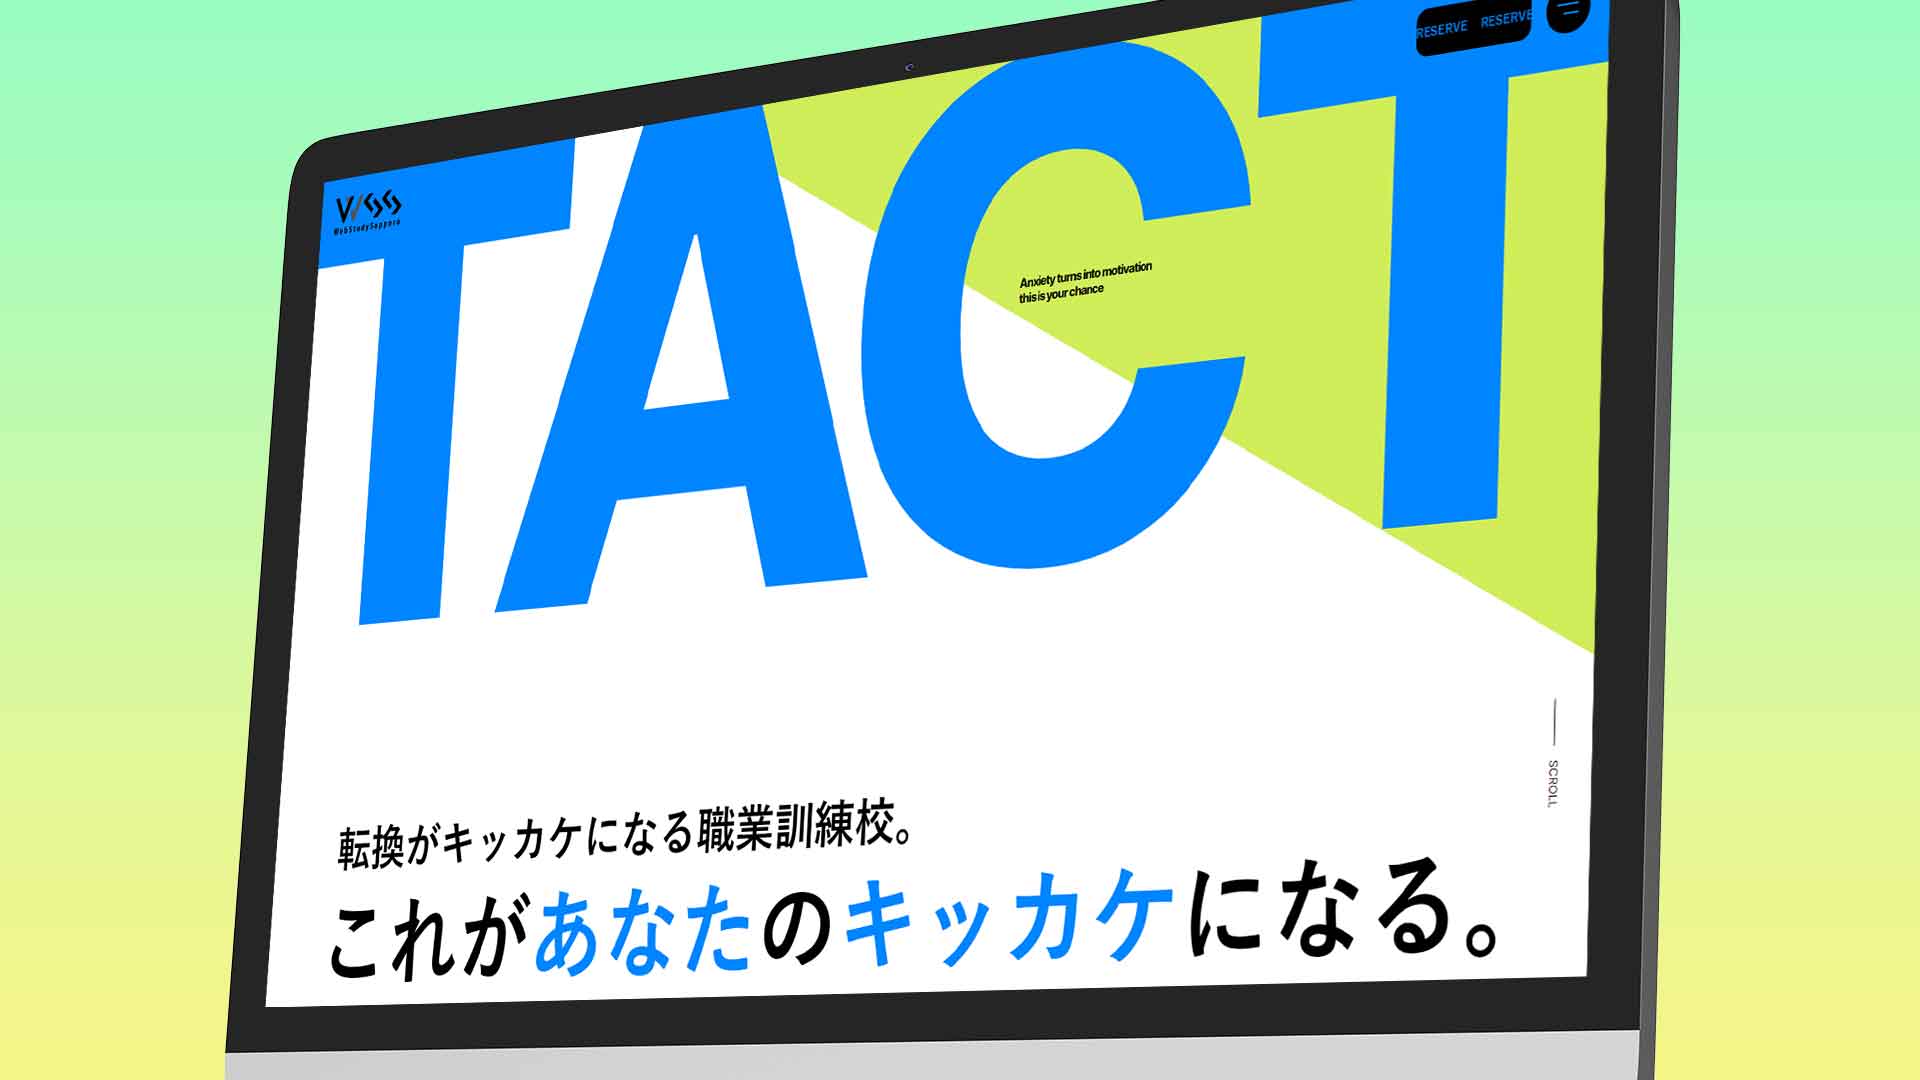 TACT
RESERVE RESERVE
WSS
WebStudySupporo
Anxiety turns into motivation
this is your chance
SCROLL
転換がキッカケになる職業訓練校。
これがあなたのキッカケになる。